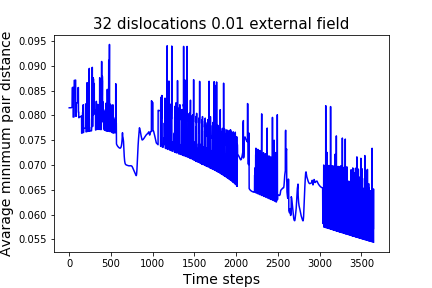 32 dislocations 0.01 external field
Avarage minimum pair distance
0.095
0.090
0.085
0.080
0.075
0.070
0.065
0.060
0.055
0 500 1000 1500 2000 2500 3000 3500
Time steps